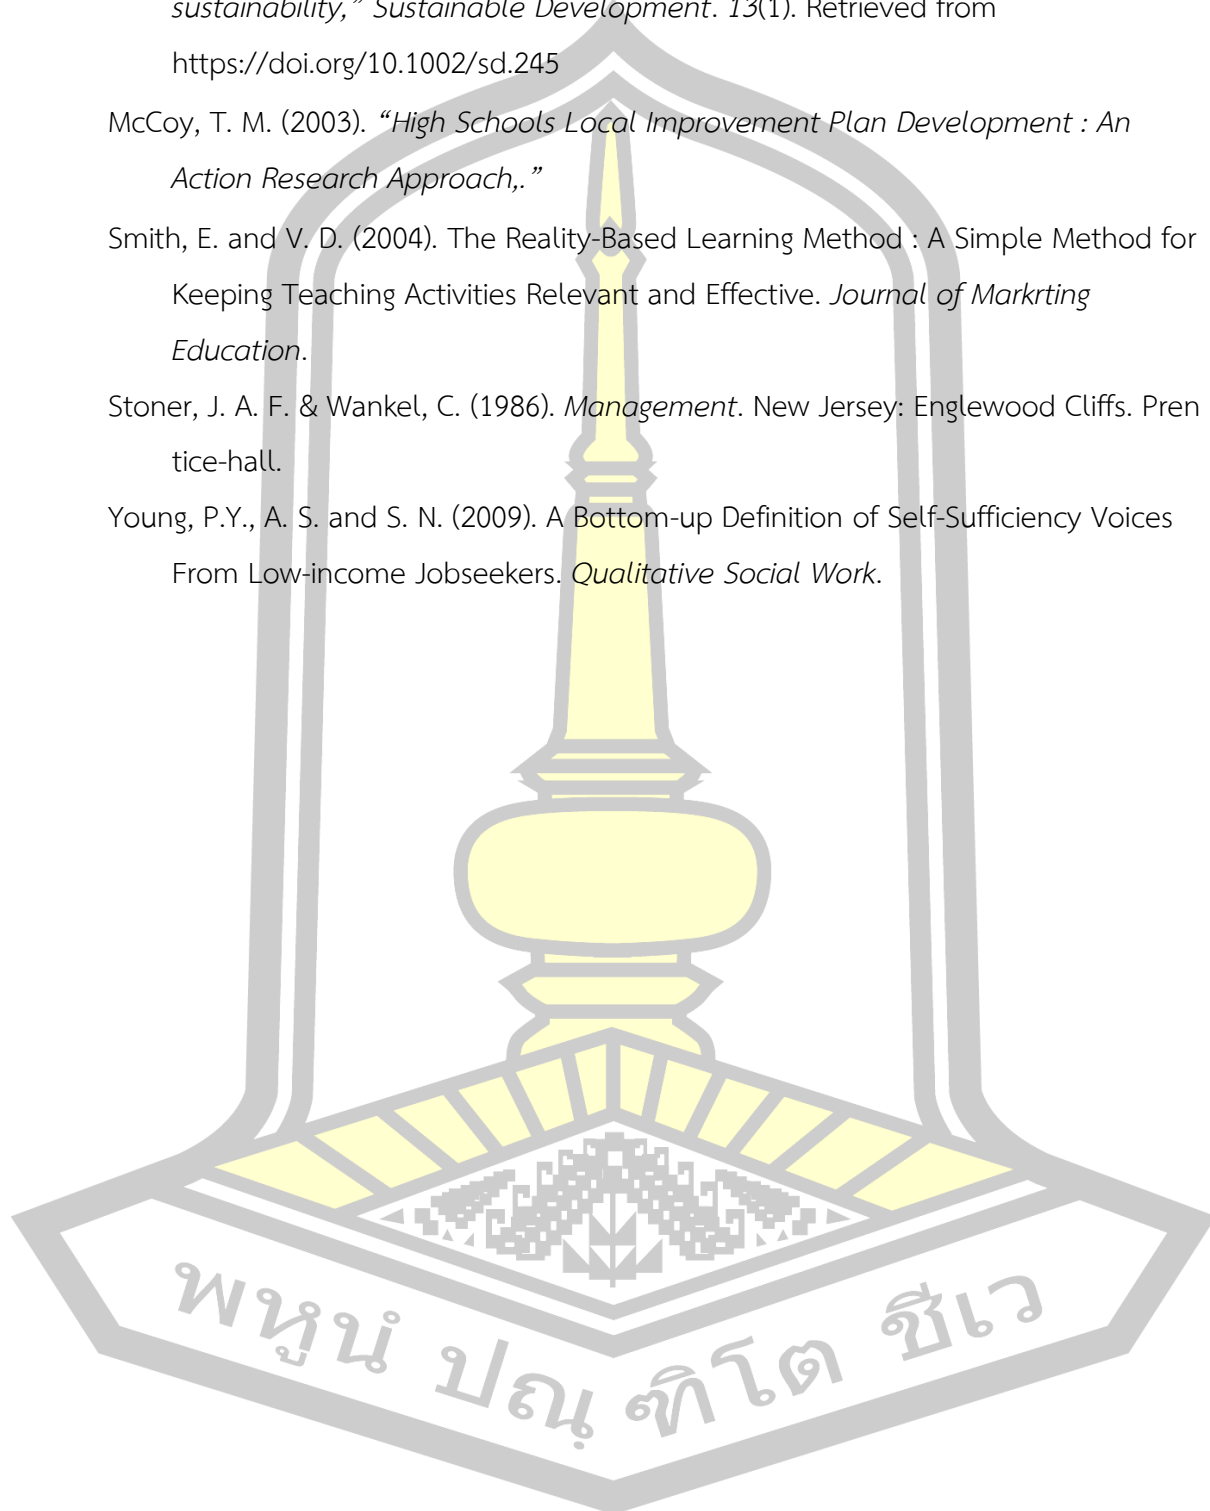 sustainability,” Sustainable Development. 13(1). Retrieved from
https://doi.org/10.1002/sd.245
McCoy, T. M. (2003). “High Schools Local Improvement Plan Development : An
Action Research Approach,.”
Smith, E. and V. D. (2004). The Reality-Based Learning Method : A Simple Method for
Keeping Teaching Activities Relevant and Effective. Journal of Markrting
Education.
Stoner, J. A. F. & Wankel, C. (1986). Management. New Jersey: Englewood Cliffs. Pren
tice-hall.
Young, P.Y., A. S. and S. N. (2009). A Bottom-up Definition of Self-Sufficiency Voices
From Low-income Jobseekers. Qualitative Social Work.
พหูนํ ปณฺ ฑิโต ชีเว